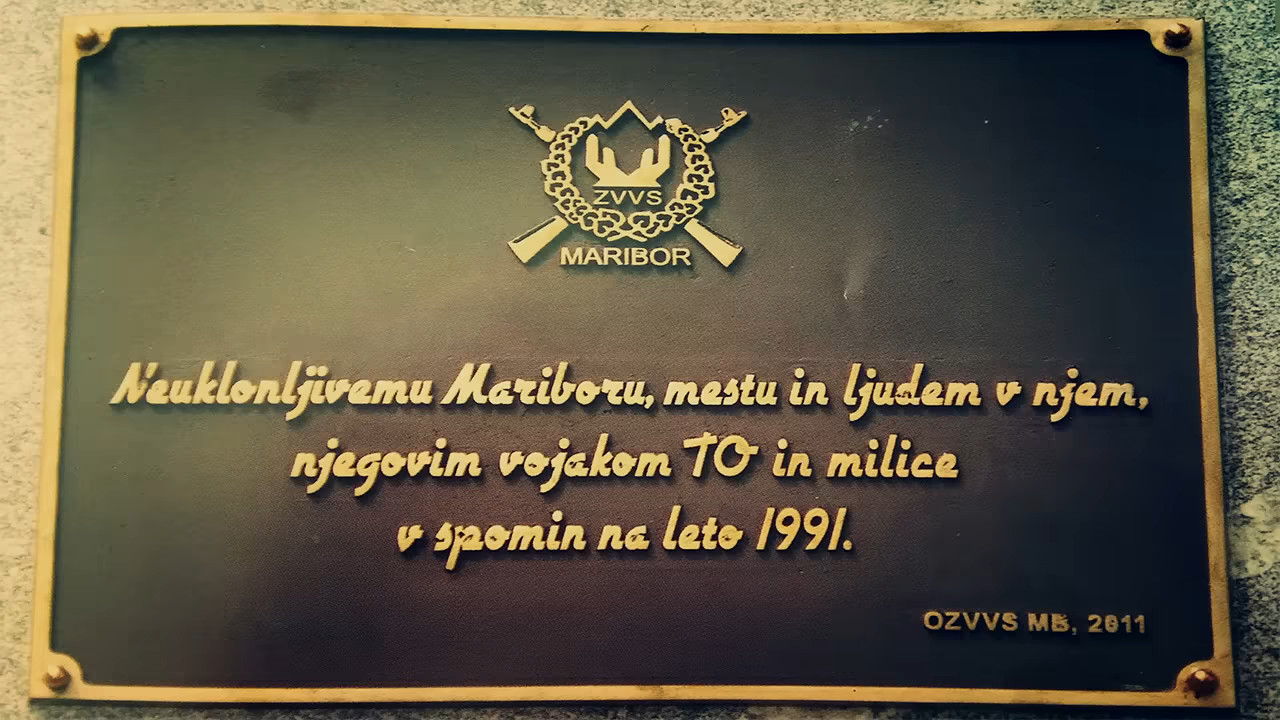 ZVVS
MARIBOR
Neuklonljivemu Mariboru, mestu in ljudem v njem,
njegovim vojakom TO in milice
v spomin na leto 1991.
OZVVS MB, 2011